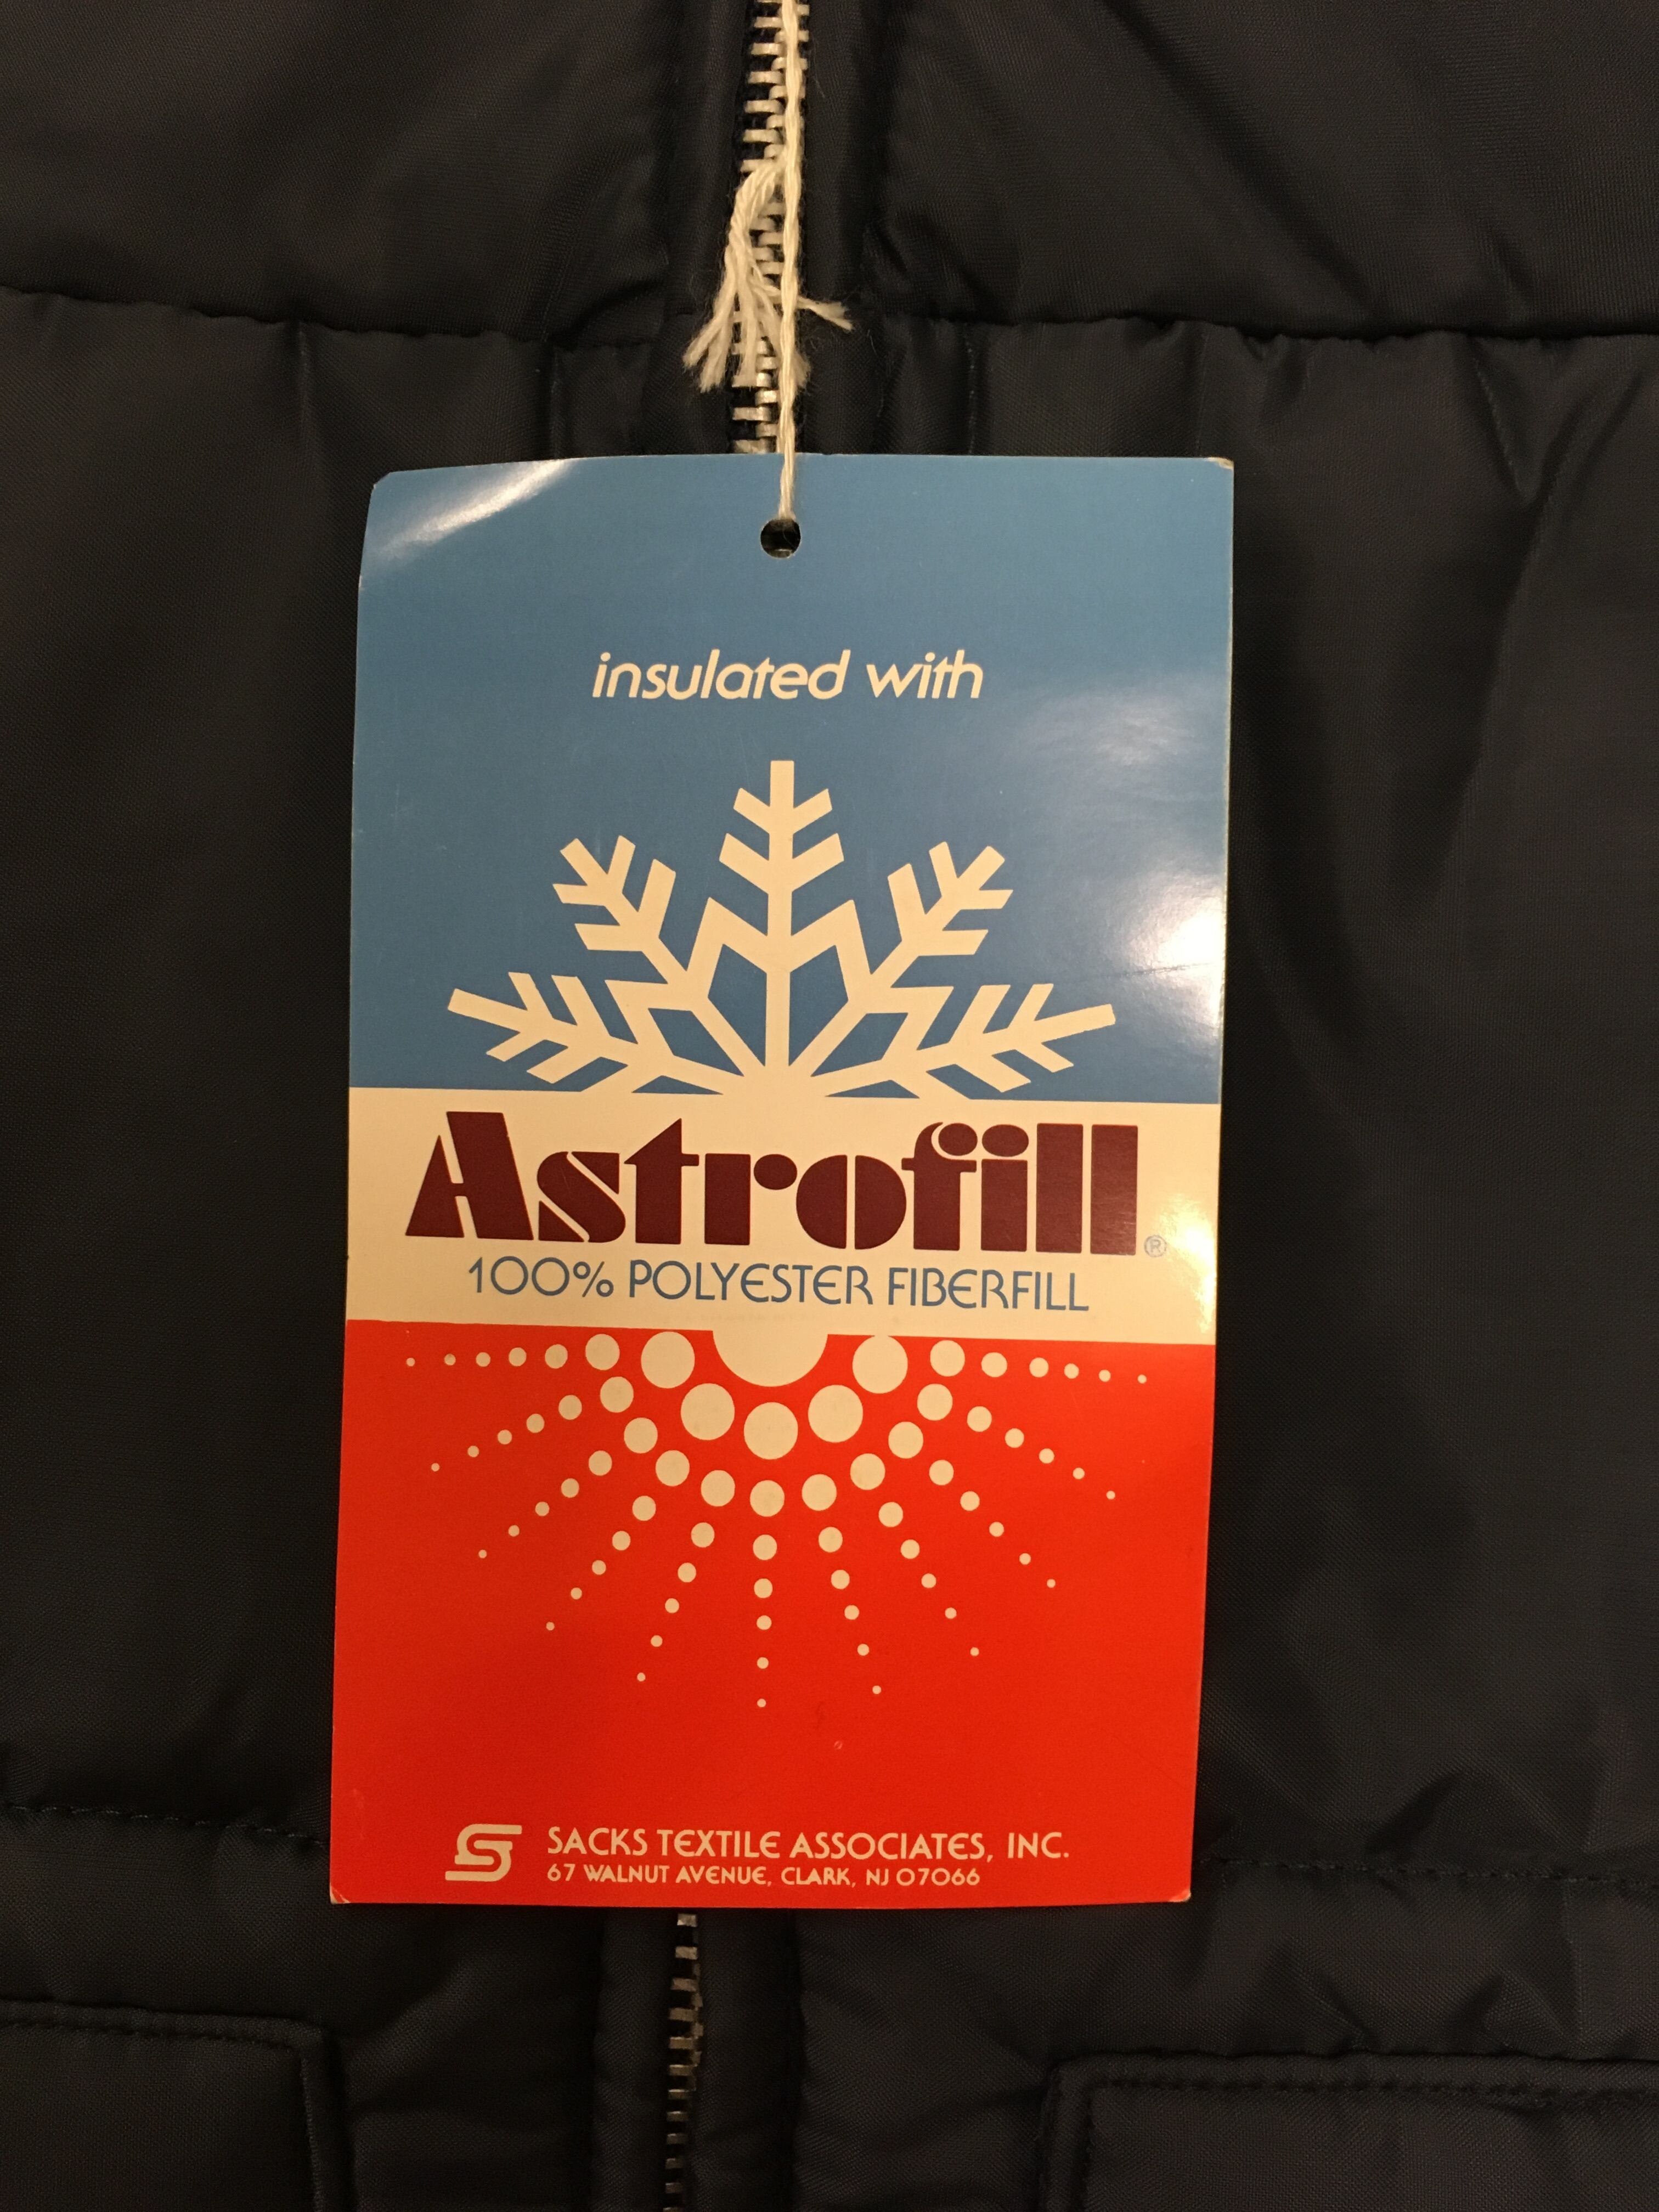 insulated with
Astrofill®
100% POLYESTER FIBERFILL
SACKS TEXTILE ASSOCIATES, INC.
67 WALNUT AVENUE, CLARK, NJ 07066